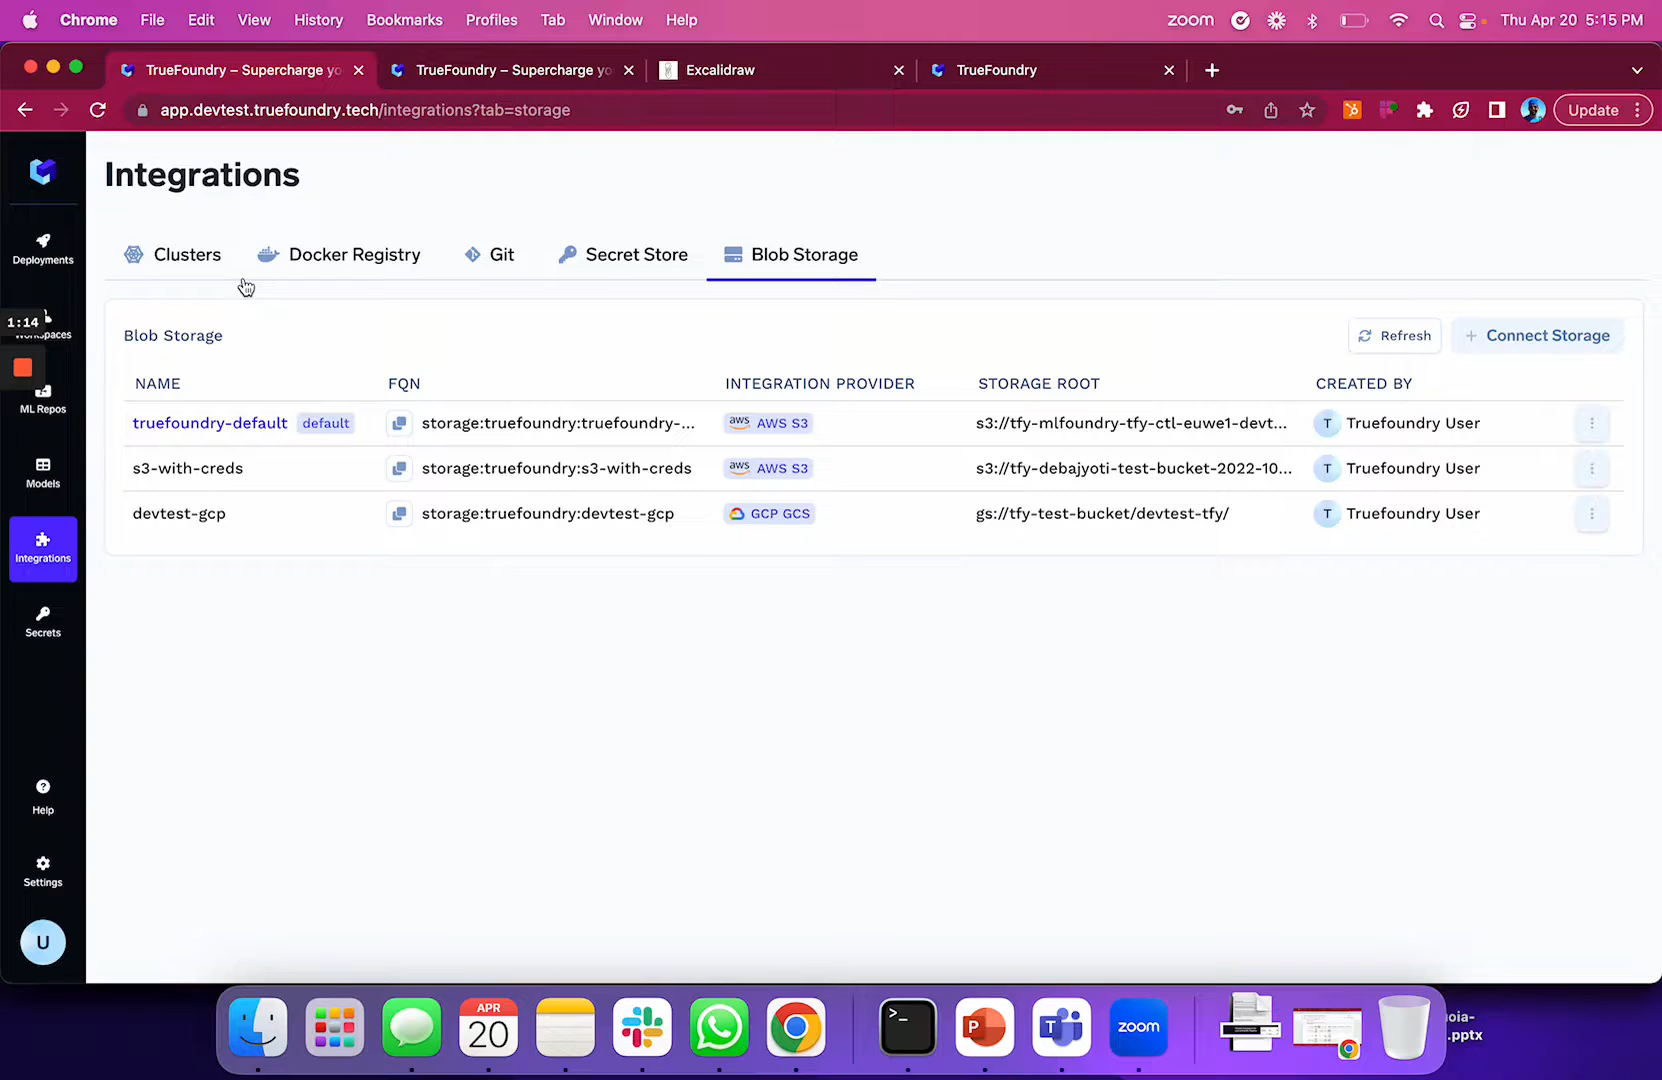 Chrome File Edit View History Bookmarks Profiles Tab Window Help zoom Thu Apr 20 5:15 PM
TrueFoundry – Supercharge yo TrueFoundry – Supercharge yo Excalidraw TrueFoundry
app.devtest.truefoundry.tech/integrations?tab=storage Update
Integrations
Clusters Docker Registry Git Secret Store Blob Storage
Deployments
1:14
ML Repos
Models
Integrations
Secrets
Help
Settings
U
Blob Storage Refresh + Connect Storage
NAME FQN INTEGRATION PROVIDER STORAGE ROOT CREATED BY
truefoundry-default default storage:truefoundry:truefoundry-... aws AWS S3 s3://tfy-mlfoundry-tfy-ctl-euwe1-devt... T Truefoundry User
s3-with-creds storage:truefoundry:s3-with-creds aws AWS S3 s3://tfy-debajyoti-test-bucket-2022-10... T Truefoundry User
devtest-gcp storage:truefoundry:devtest-gcp GCP GCS gs://tfy-test-bucket/devtest-tfy/ T Truefoundry User
APR
20
>_
P
T
zoom
.pptx